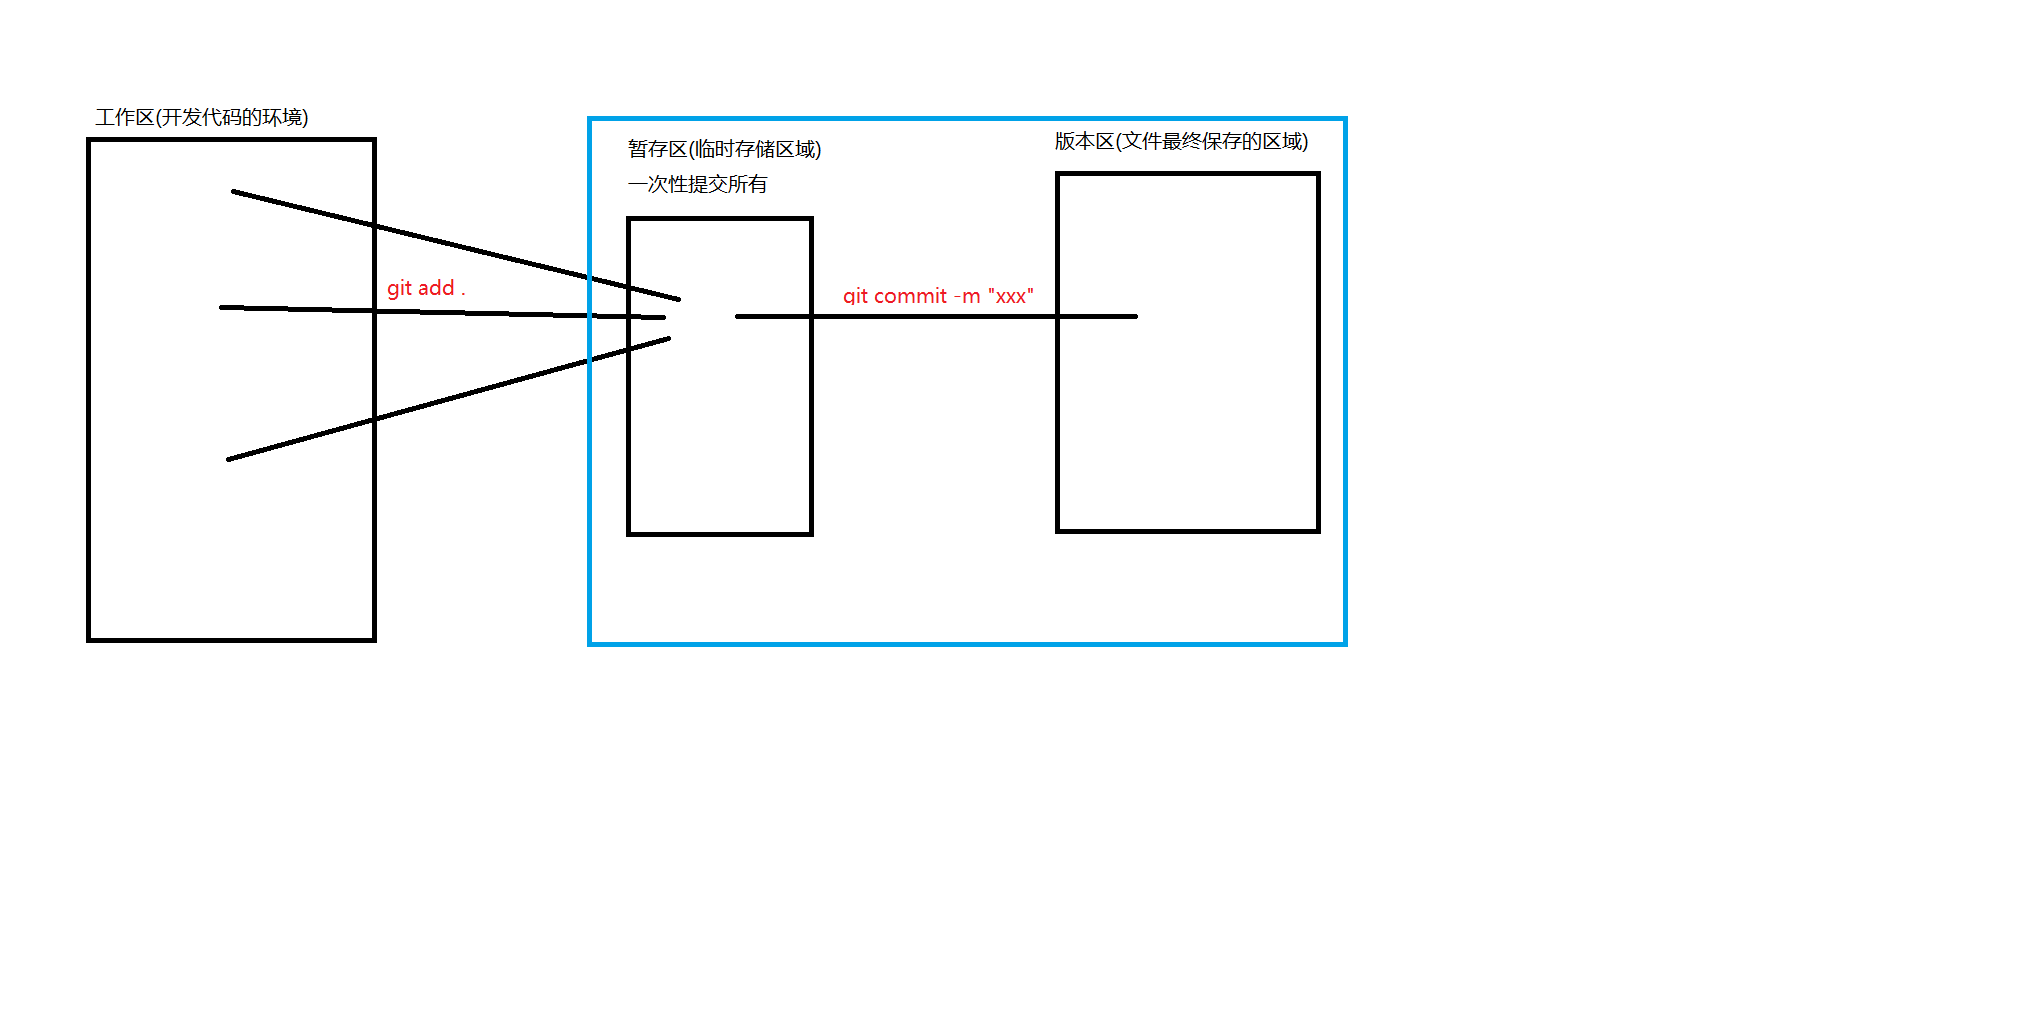 工作区(开发代码的环境)
暂存区(临时存储区域)
一次性提交所有
版本区(文件最终保存的区域)
git add .
git commit -m "xxx"